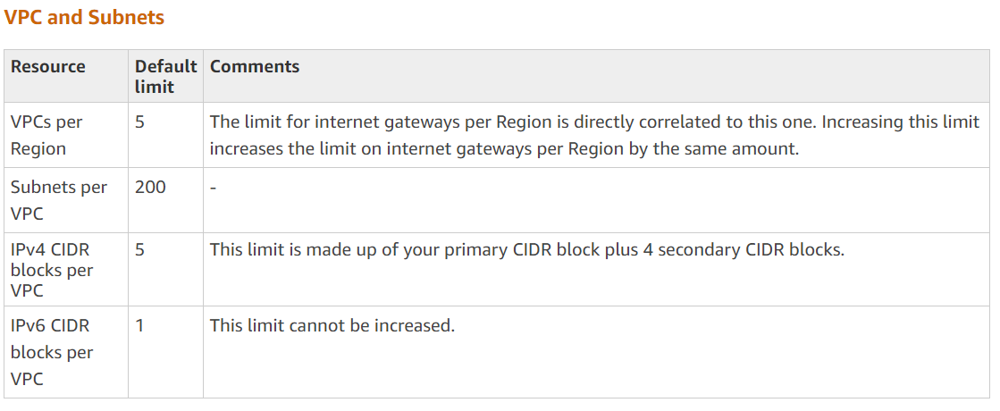 VPC and Subnets
Resource
Default
limit
Comments
VPCs per
Region
5
The limit for internet gateways per Region is directly correlated to this one. Increasing this limit
increases the limit on internet gateways per Region by the same amount.
Subnets per
VPC
200
-
IPv4 CIDR
blocks per
VPC
5
This limit is made up of your primary CIDR block plus 4 secondary CIDR blocks.
IPv6 CIDR
blocks per
VPC
1
This limit cannot be increased.